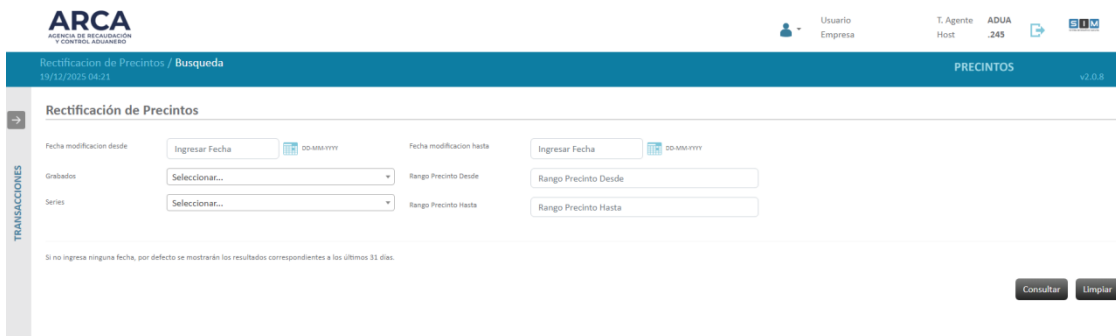 ARCA
AGENCIA DE RECAUDACIÓN
Y CONTROL ADUANERO
Usuario
Empresa
T. Agente ADUA
Host .245
SIM
Rectificacion de Precintos / Busqueda
19/12/2025 04:21
PRECINTOS
v2.0.8
TRANSACCIONES
Rectificación de Precintos
Fecha modificacion desde Ingresar Fecha DD-MM-YYYY Fecha modificacion hasta Ingresar Fecha DD-MM-YYYY
Grabados Seleccionar... Rango Precinto Desde Rango Precinto Desde
Series Seleccionar... Rango Precinto Hasta Rango Precinto Hasta
Si no ingresa ninguna fecha, por defecto se mostrarán los resultados correspondientes a los últimos 31 días.
Consultar Limpiar